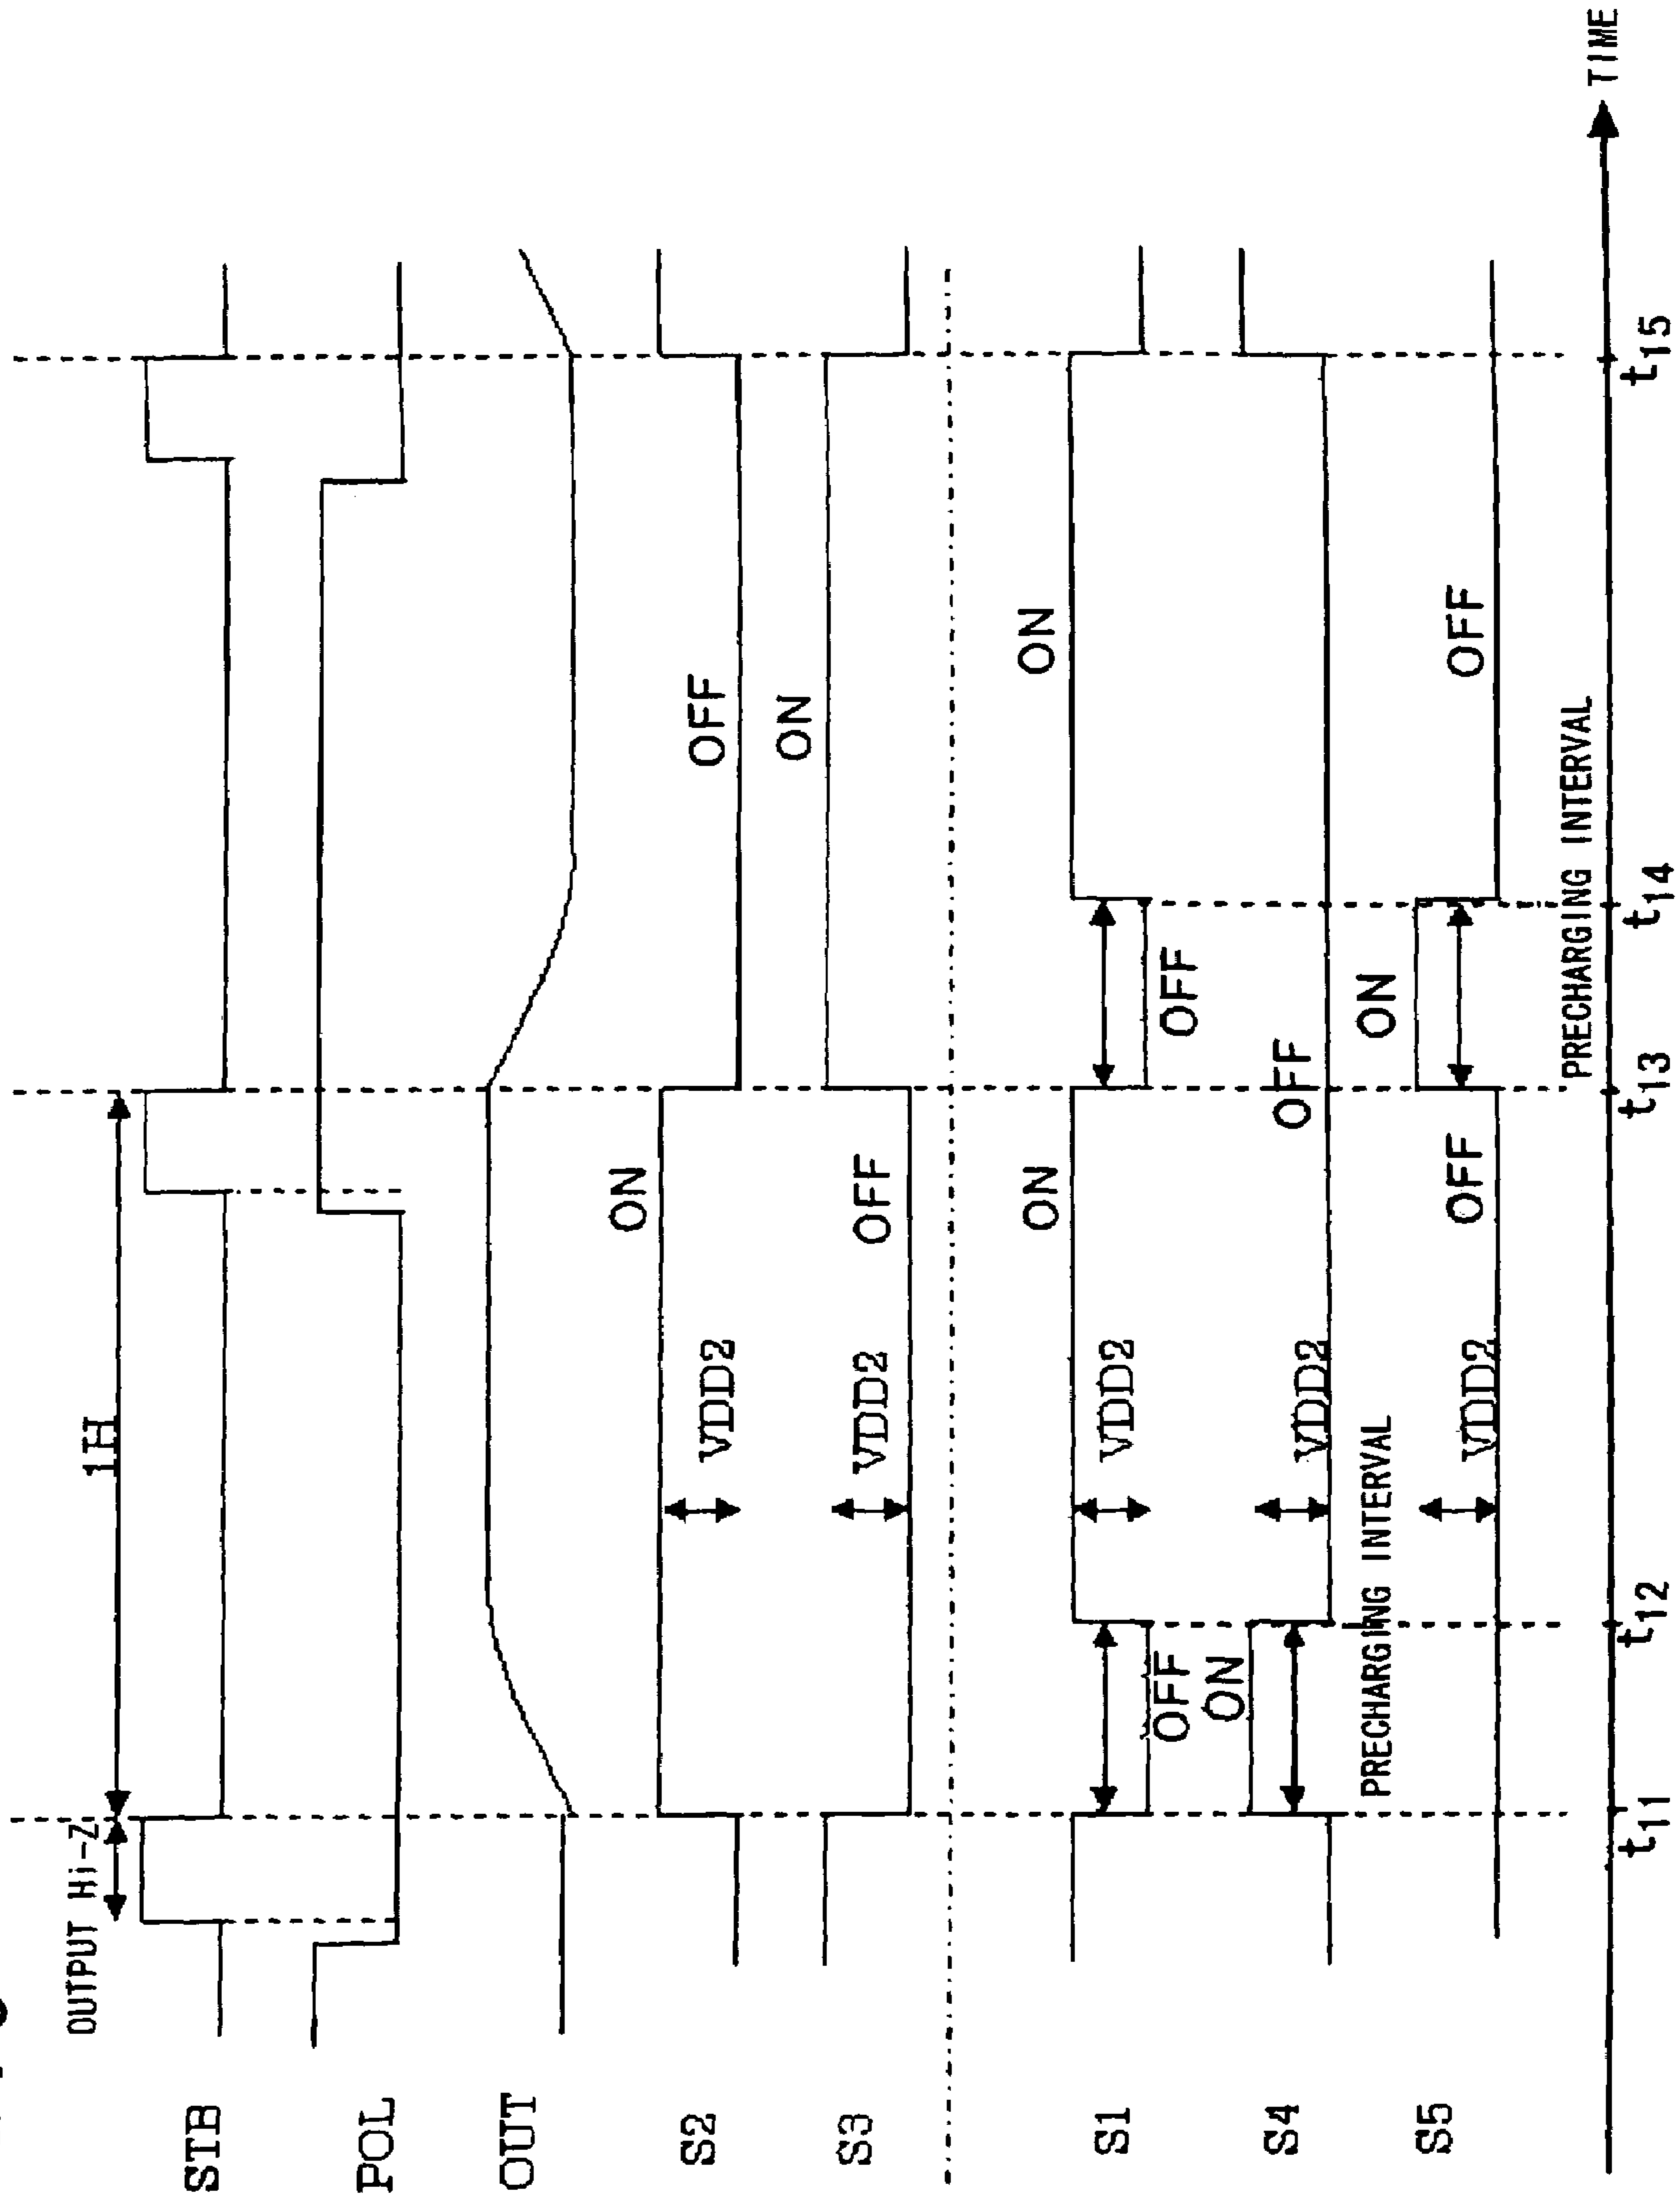 OUTPUT Hi-Z
1H
STB
POL
OUT
S2
VDD2
ON
OFF
S3
VDD2
OFF
ON
S1
OFF
VDD2
ON
OFF
ON
S4
ON
VDD2
OFF
PRECHARGING INTERVAL
S5
VDD2
OFF
ON
OFF
PRECHARGING INTERVAL
t11
t12
t13
t14
t15
TIME